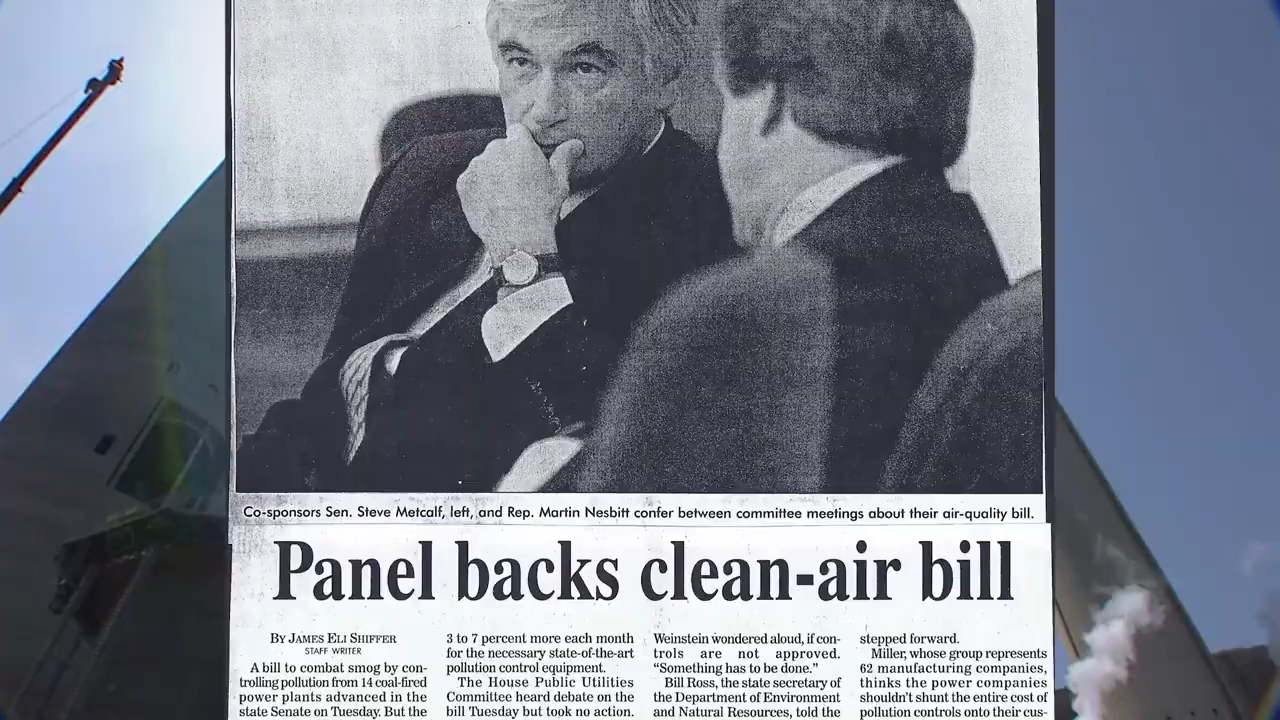 Co-sponsors Sen. Steve Metcalf, left, and Rep. Martin Nesbitt confer between committee meetings about their air-quality bill.
Panel backs clean-air bill
BY JAMES ELI SHIFFER
STAFF WRITER
A bill to combat smog by con-
trolling pollution from 14 coal-fired
power plants advanced in the
state Senate on Tuesday. But the
3 to 7 percent more each month
for the necessary state-of-the-art
pollution control equipment.
The House Public Utilities
Committee heard debate on the
bill Tuesday but took no action.
Weinstein wondered aloud, if con-
trols are not approved.
“Something has to be done.”
Bill Ross, the state secretary of
the Department of Environment
and Natural Resources, told the
stepped forward.
Miller, whose group represents
62 manufacturing companies,
thinks the power companies
shouldn’t shunt the entire cost of
pollution controls onto their cus-